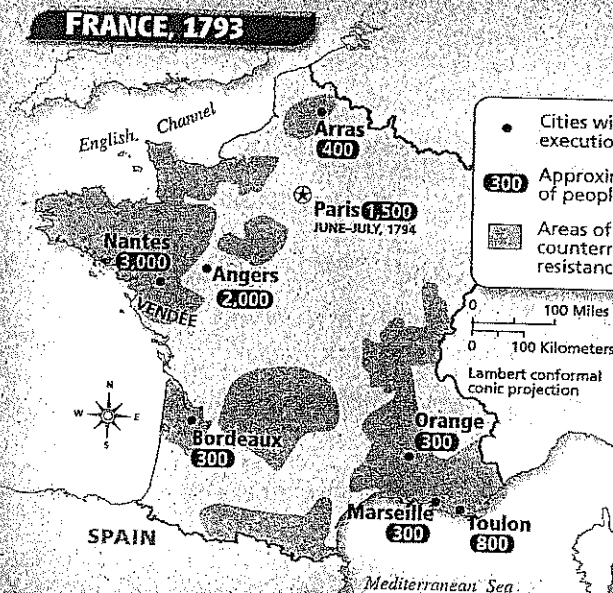 FRANCE, 1793
English Channel
Arras
400
Paris 1,500
JUNE–JULY, 1794
Nantes
3,000
Angers
2,000
VENDÉE
Bordeaux
300
Orange
300
Marseille
300
Toulon
800
SPAIN
Mediterranean Sea
N
W E
S
Cities wi
executio
300 Approxim
of peopl
Areas of
counterr
resistanc
0 100 Miles
0 100 Kilometers
Lambert conformal
conic projection